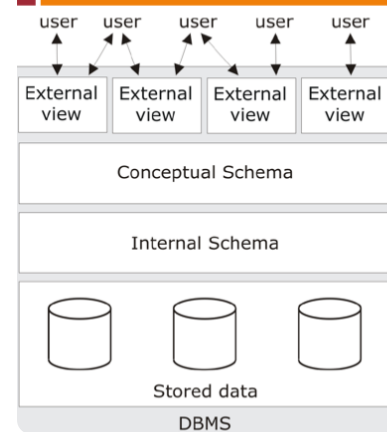 user user user user user
External view External view External view External view
Conceptual Schema
Internal Schema
Stored data
DBMS